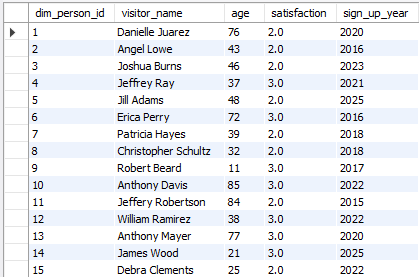 dim_person_id visitor_name age satisfaction sign_up_year
1 Danielle Juarez 76 2.0 2020
2 Angel Lowe 43 2.0 2016
3 Joshua Burns 46 2.0 2023
4 Jeffrey Ray 37 3.0 2021
5 Jill Adams 48 2.0 2025
6 Erica Perry 72 3.0 2016
7 Patricia Hayes 39 2.0 2018
8 Christopher Schultz 32 2.0 2018
9 Robert Beard 11 3.0 2017
10 Anthony Davis 85 3.0 2022
11 Jeffery Robertson 84 2.0 2015
12 William Ramirez 38 3.0 2022
13 Anthony Mayer 77 3.0 2020
14 James Wood 21 3.0 2025
15 Debra Clements 25 2.0 2022